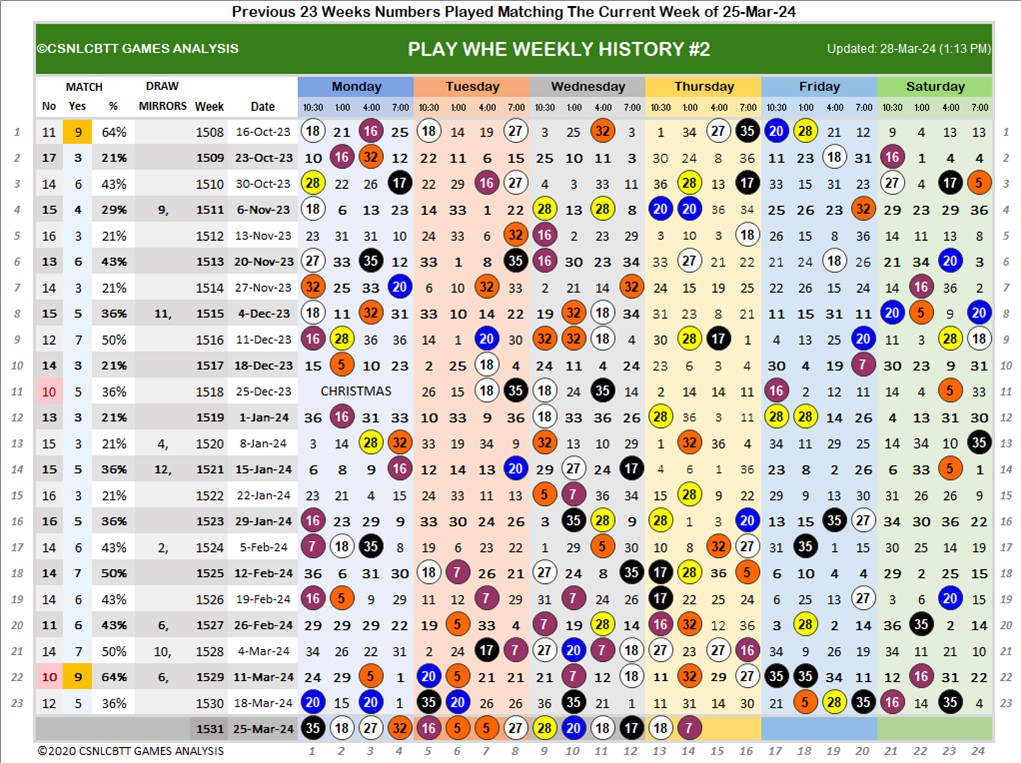 Previous 23 Weeks Numbers Played Matching The Current Week of 25-Mar-24
©CSNLCBTT GAMES ANALYSIS PLAY WHE WEEKLY HISTORY #2 Updated: 28-Mar-24 (1:13 PM)
MATCH DRAW Monday Tuesday Wednesday Thursday Friday Saturday
No Yes % MIRRORS Week Date 10:30 1:00 4:00 7:00 10:30 1:00 4:00 7:00 10:30 1:00 4:00 7:00 10:30 1:00 4:00 7:00 10:30 1:00 4:00 7:00 10:30 1:00 4:00 7:00
1 11 9 64% 1508 16-Oct-23 18 21 16 25 18 14 19 27 3 25 32 3 1 34 27 35 20 28 21 12 9 4 13 13 1
2 17 3 21% 1509 23-Oct-23 10 16 32 12 22 11 6 15 25 10 11 3 30 24 8 36 11 23 18 31 16 1 4 4 2
3 14 6 43% 1510 30-Oct-23 28 22 26 17 22 29 16 27 4 3 33 11 36 28 13 17 33 15 31 23 27 4 17 5 3
4 15 4 29% 9, 1511 6-Nov-23 18 6 13 23 14 33 1 22 28 13 28 8 20 20 36 34 25 26 23 32 29 23 29 36 4
5 16 3 21% 1512 13-Nov-23 23 31 31 10 24 33 6 32 16 2 23 29 3 10 3 18 26 15 8 36 14 11 13 8 5
6 13 6 43% 1513 20-Nov-23 27 33 35 12 33 1 8 35 16 30 23 34 33 27 21 22 21 24 18 26 21 34 20 3 6
7 14 3 21% 1514 27-Nov-23 32 25 33 20 6 10 32 33 2 21 14 32 24 15 19 25 22 26 15 24 14 16 36 2 7
8 15 5 36% 11, 1515 4-Dec-23 18 11 32 31 33 10 14 22 19 32 18 34 31 23 8 21 11 15 31 11 20 5 9 20 8
9 12 7 50% 1516 11-Dec-23 16 28 36 36 14 1 20 30 32 32 18 4 30 28 17 1 4 13 25 20 11 3 28 18 9
10 14 3 21% 1517 18-Dec-23 15 5 10 23 2 25 18 4 24 11 4 24 23 6 3 4 30 4 19 7 30 23 9 31 10
11 10 5 36% 1518 25-Dec-23 CHRISTMAS 26 15 18 35 18 24 35 14 2 14 14 11 16 2 12 11 14 4 5 33 11
12 13 3 21% 1519 1-Jan-24 36 16 31 33 10 33 9 36 18 33 36 26 28 36 3 11 28 28 14 26 4 13 31 30 12
13 15 3 21% 4, 1520 8-Jan-24 3 14 28 32 33 19 34 9 32 13 10 29 1 32 36 4 34 11 29 25 14 34 10 35 13
14 15 5 36% 12, 1521 15-Jan-24 6 8 9 16 12 14 13 20 29 27 24 17 4 6 1 36 23 8 2 26 6 33 5 1 14
15 16 3 21% 1522 22-Jan-24 23 21 4 15 24 33 11 13 5 7 36 34 15 28 9 22 29 9 13 30 31 26 26 9 15
16 16 5 36% 1523 29-Jan-24 16 23 29 9 33 30 24 26 3 35 28 9 28 1 3 20 13 15 35 27 34 30 36 22 16
17 14 6 43% 2, 1524 5-Feb-24 7 18 35 8 19 6 23 22 1 29 5 30 10 8 32 27 31 35 1 15 30 25 14 19 17
18 14 7 50% 1525 12-Feb-24 36 6 31 30 18 7 26 21 27 24 8 35 17 28 36 5 6 10 4 4 29 2 25 15 18
19 14 6 43% 1526 19-Feb-24 16 5 9 29 11 12 7 29 31 7 24 26 17 22 25 24 6 25 13 27 3 6 20 15 19
20 11 6 43% 6, 1527 26-Feb-24 29 29 29 22 19 5 33 4 7 19 28 14 16 32 12 36 3 28 2 14 36 35 2 14 20
21 14 7 50% 10, 1528 4-Mar-24 34 26 22 31 2 24 17 7 27 20 7 18 27 23 27 16 34 9 26 19 34 11 21 10 21
22 10 9 64% 6, 1529 11-Mar-24 24 29 5 1 20 5 6 21 21 7 12 18 11 32 29 27 35 35 34 11 12 16 31 22 22
23 12 5 36% 1530 18-Mar-24 20 15 20 1 35 20 26 26 36 35 21 1 11 31 14 30 21 5 28 35 16 14 35 4 23
1531 25-Mar-24 35 18 27 32 16 5 5 27 28 20 18 17 18 7
©2020 CSNLCBTT GAMES ANALYSIS 1 2 3 4 5 6 7 8 9 10 11 12 13 14 15 16 17 18 19 20 21 22 23 24